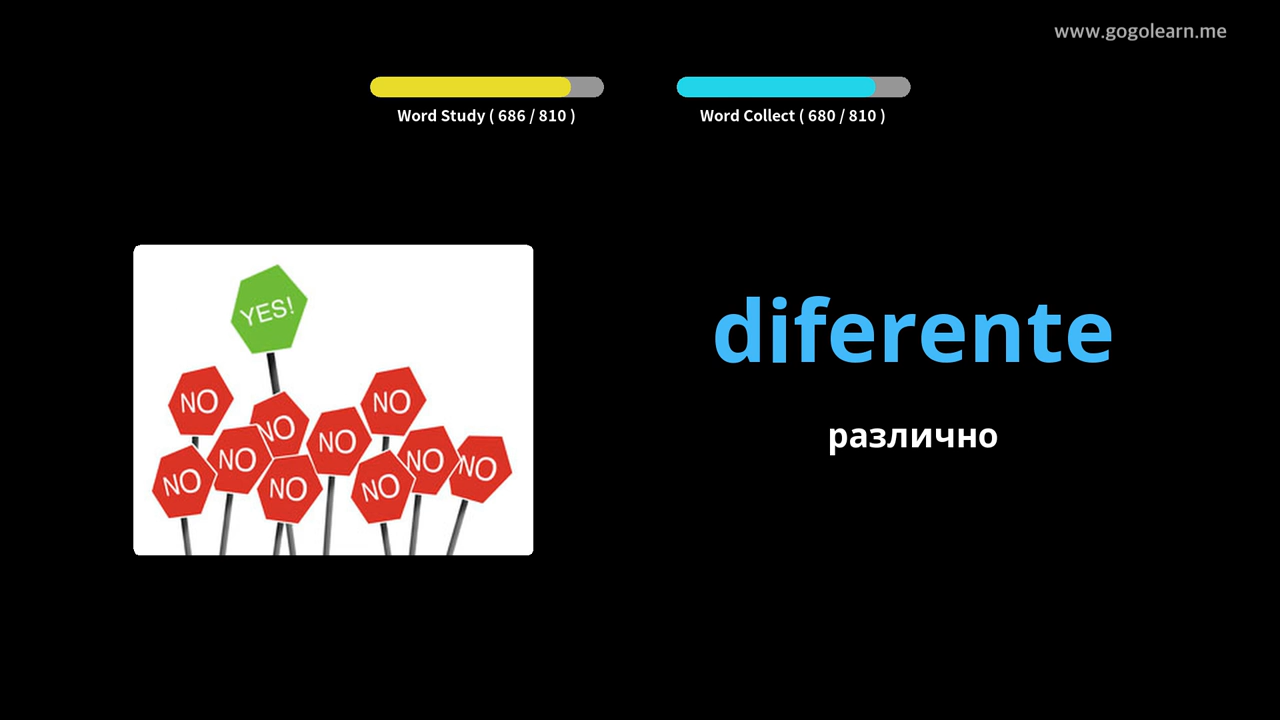 www.gogolearn.me
Word Study ( 686 / 810 )
Word Collect ( 680 / 810 )
YES!
NO
NO
NO
NO
NO
NO
NO
NO
NO
NO
diferente
различно